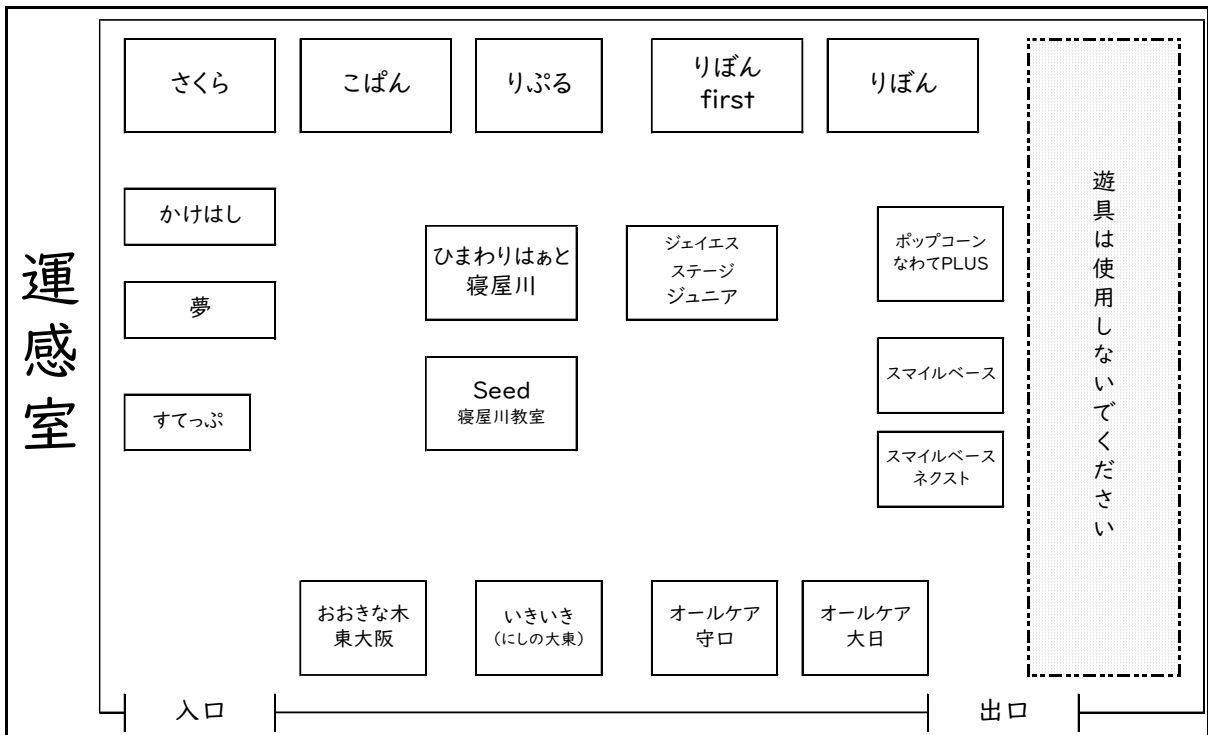 運感室
さくら
こぱん
りぷる
りぼん
first
りぼん
かけはし
夢
すてっぷ
ひまわりはぁと
寝屋川
Seed
寝屋川教室
ジェイエス
ステージ
ジュニア
ポップコーン
なわてPLUS
スマイルベース
スマイルベース
ネクスト
遊具は使用しないでください
おおきな木
東大阪
いきいき
(にしの大東)
オールケア
守口
オールケア
大日
入口
出口